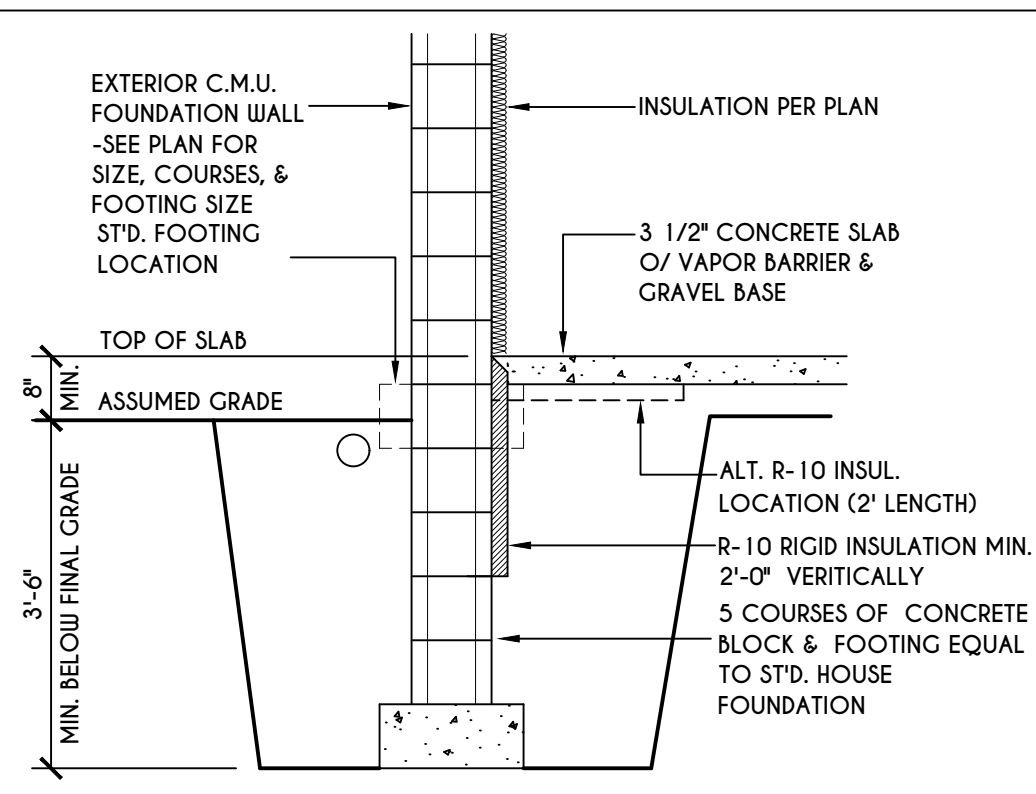 EXTERIOR C.M.U.
FOUNDATION WALL
-SEE PLAN FOR
SIZE, COURSES, &
FOOTING SIZE
ST'D. FOOTING
LOCATION
INSULATION PER PLAN
3 1/2" CONCRETE SLAB
O/ VAPOR BARRIER &
GRAVEL BASE
TOP OF SLAB
8"
MIN.
ASSUMED GRADE
3'-6"
MIN. BELOW FINAL GRADE
ALT. R-10 INSUL.
LOCATION (2' LENGTH)
R-10 RIGID INSULATION MIN.
2'-0" VERITICALLY
5 COURSES OF CONCRETE
BLOCK & FOOTING EQUAL
TO ST'D. HOUSE
FOUNDATION